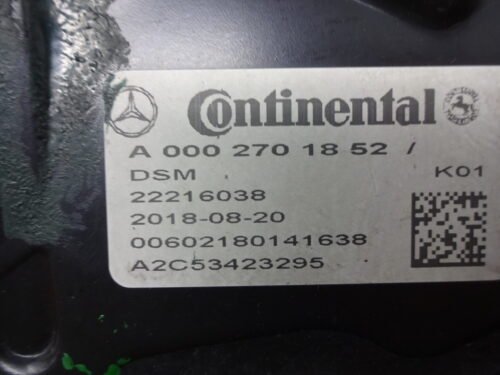 Continental
A 000 270 18 52 /
DSM K01
22216038
2018-08-20
00602180141638
A2C53423295